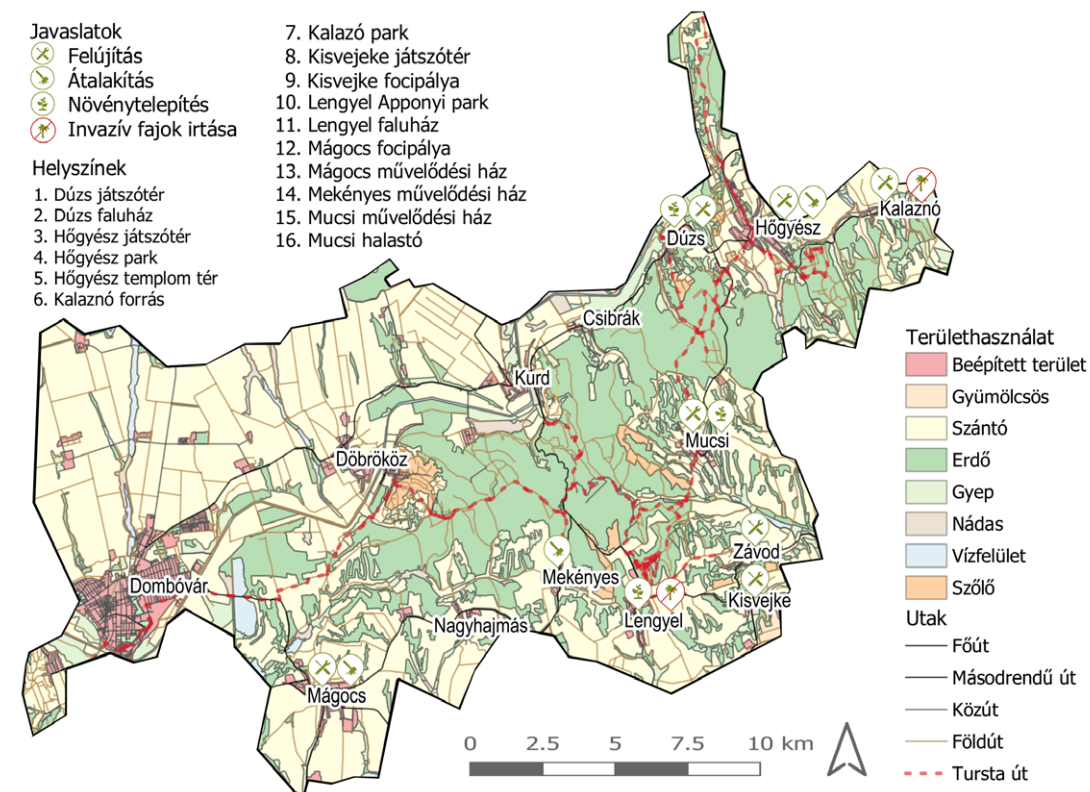 Javaslatok
Felújítás
Átalakítás
Növénytelepítés
Invazív fajok irtása
Helyszínek
1. Dúzs játszótér
2. Dúzs faluház
3. Hőgyész játszótér
4. Hőgyész park
5. Hőgyész templom tér
6. Kalaznó forrás
7. Kalazó park
8. Kisvejeke játszótér
9. Kisvejke focipálya
10. Lengyel Apponyi park
11. Lengyel faluház
12. Mágocs focipálya
13. Mágocs művelődési ház
14. Mekényes művelődési ház
15. Mucsi művelődési ház
16. Mucsi halastó
Kalaznó
Dúzs
Hőgyész
Csibrák
Kurd
Mucsi
Döbrököz
Závod
Dombóvár
Mekényes
Kisvejke
Nagyhajmás
Lengyel
Mágocs
Területhasználat
Beépített terület
Gyümölcsös
Szántó
Erdő
Gyep
Nádas
Vízfelület
Szőlő
Utak
Főút
Másodrendű út
Közút
Földút
Tursta út
0 2.5 5 7.5 10 km